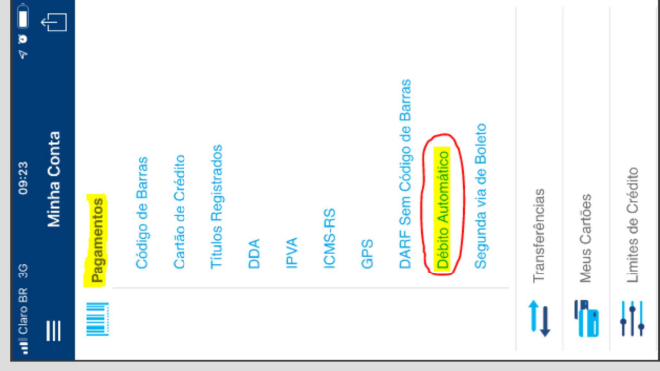 Claro BR 3G 09:23
Minha Conta
Pagamentos
Código de Barras
Cartão de Crédito
Títulos Registrados
DDA
IPVA
ICMS-RS
GPS
DARF Sem Código de Barras
Débito Automático
Segunda via de Boleto
Transferências
Meus Cartões
Limites de Crédito